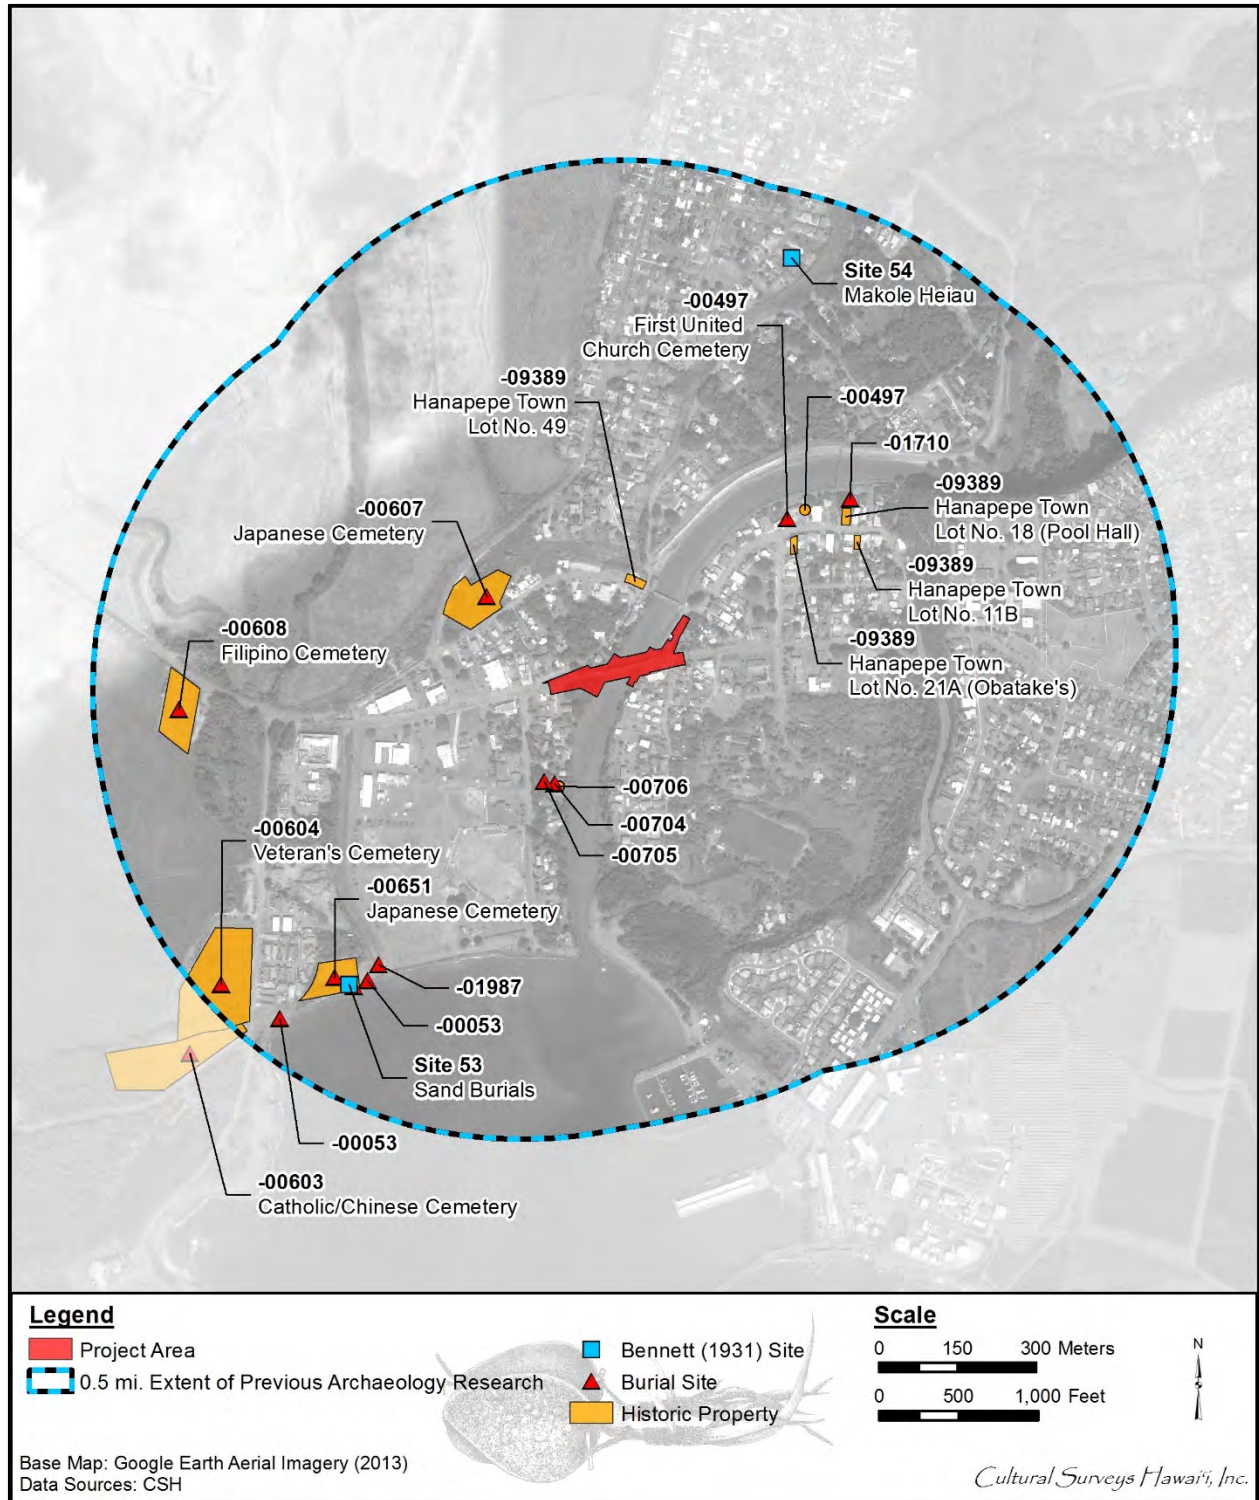 Site 54
Makole Heiau
-00497
First United
Church Cemetery
-09389
Hanapepe Town
Lot No. 49
-00497
-01710
-00607
Japanese Cemetery
-09389
Hanapepe Town
Lot No. 18 (Pool Hall)
-09389
Hanapepe Town
Lot No. 11B
-00608
Filipino Cemetery
-09389
Hanapepe Town
Lot No. 21A (Obatake's)
-00706
-00704
-00705
-00604
Veteran's Cemetery
-00651
Japanese Cemetery
-01987
-00053
Site 53
Sand Burials
-00053
-00603
Catholic/Chinese Cemetery
Legend
Project Area
0.5 mi. Extent of Previous Archaeology Research
Bennett (1931) Site
Burial Site
Historic Property
Scale
0 150 300 Meters
0 500 1,000 Feet
N
Base Map: Google Earth Aerial Imagery (2013)
Data Sources: CSH
Cultural Surveys Hawai'i, Inc.